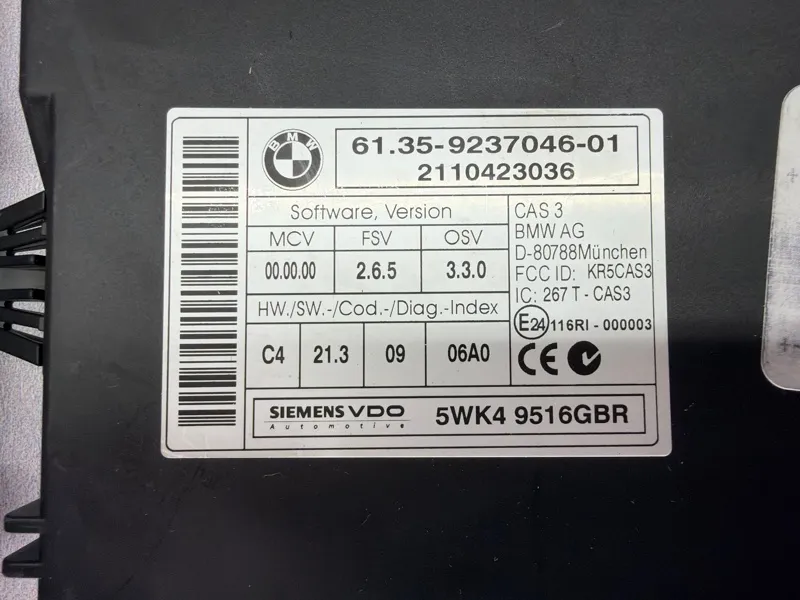 BMW
61.35-9237046-01
2110423036
Software, Version
MCV FSV OSV
00.00.00 2.6.5 3.3.0
HW./SW.-/Cod.-/Diag.-Index
C4 21.3 09 06A0
CAS 3
BMW AG
D-80788München
FCC ID: KR5CAS3
IC: 267 T - CAS3
E24 116RI - 000003
CE
SIEMENS VDO
Automotive
5WK4 9516GBR